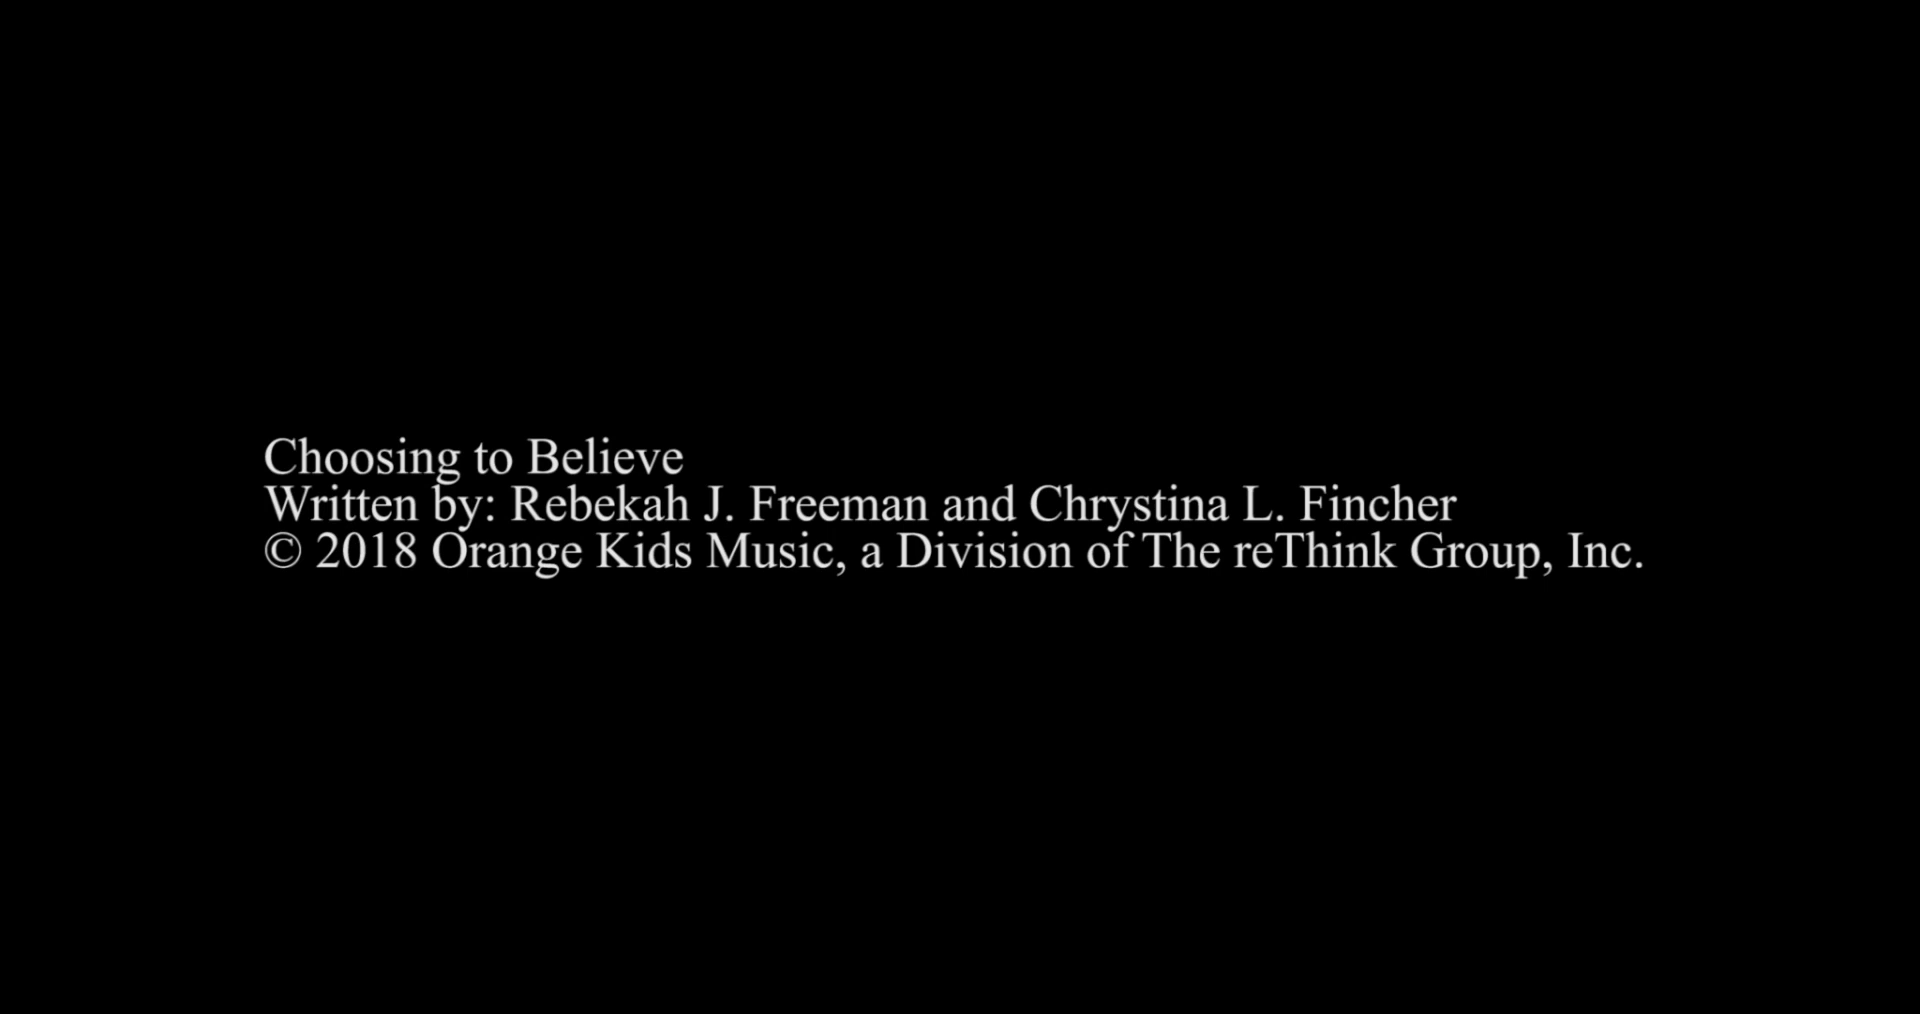 Choosing to Believe
Written by: Rebekah J. Freeman and Chrystina L. Fincher
© 2018 Orange Kids Music, a Division of The reThink Group, Inc.